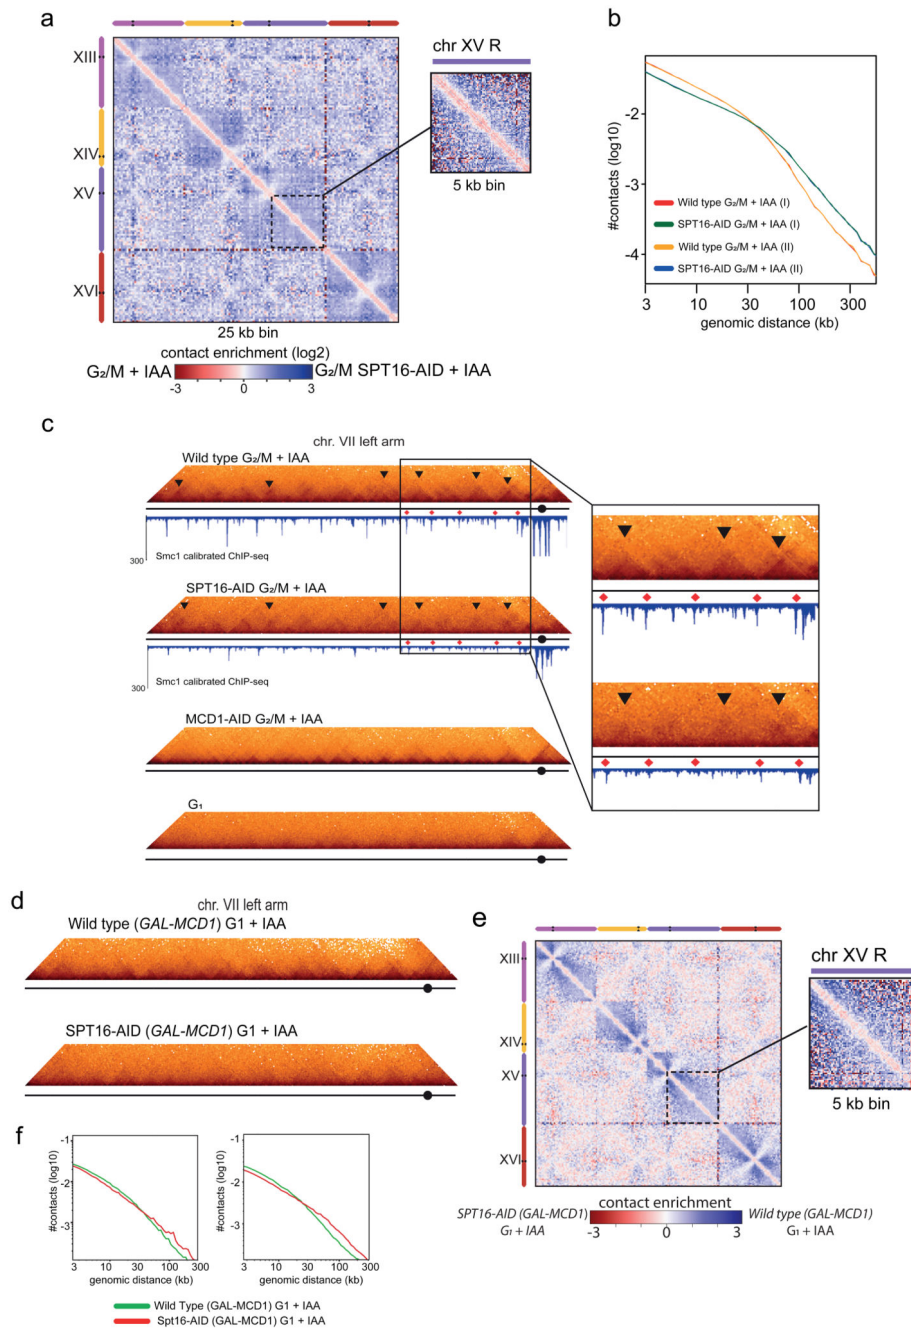 a
XIII
XIV
XV
XVI
25 kb bin
contact enrichment (log2)
G₂/M + IAA
G₂/M SPT16-AID + IAA
-3
0
3
chr XV R
5 kb bin
b
#contacts (log10)
-2
-3
-4
Wild type G₂/M + IAA (I)
SPT16-AID G₂/M + IAA (I)
Wild type G₂/M + IAA (II)
SPT16-AID G₂/M + IAA (II)
3 10 30 100 300
genomic distance (kb)
c
chr. VII left arm
Wild type G₂/M + IAA
300
Smc1 calibrated ChIP-seq
SPT16-AID G₂/M + IAA
300
Smc1 calibrated ChIP-seq
MCD1-AID G₂/M + IAA
G₁
d
chr. VII left arm
Wild type (GAL-MCD1) G1 + IAA
SPT16-AID (GAL-MCD1) G1 + IAA
e
XIII
XIV
XV
XVI
chr XV R
5 kb bin
contact enrichment
SPT16-AID (GAL-MCD1)
G₁ + IAA
-3
0
3
Wild type (GAL-MCD1)
G₁ + IAA
f
#contacts (log10)
-1
-2
-3
3 10 30 100 300
genomic distance (kb)
#contacts (log10)
-1
-2
-3
3 10 30 100 300
genomic distance (kb)
Wild Type (GAL-MCD1) G1 + IAA
Spt16-AID (GAL-MCD1) G1 + IAA